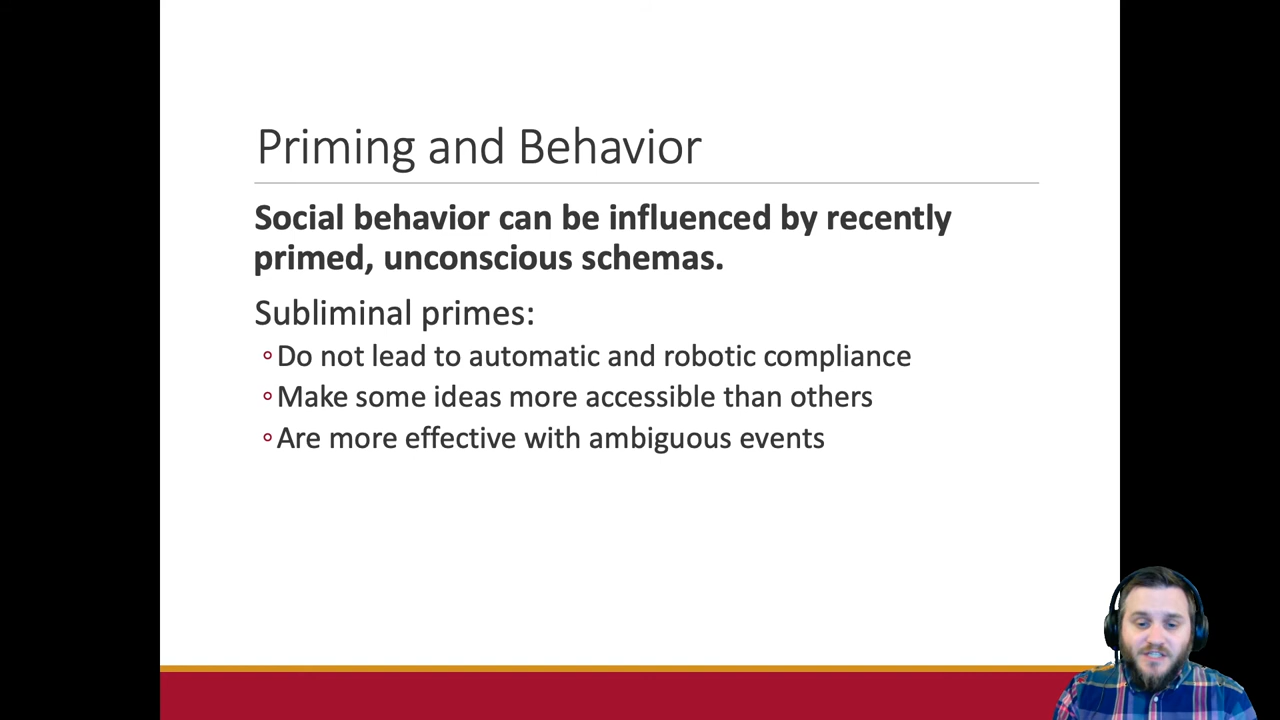 Priming and Behavior
Social behavior can be influenced by recently
primed, unconscious schemas.
Subliminal primes:
◦Do not lead to automatic and robotic compliance
◦Make some ideas more accessible than others
◦Are more effective with ambiguous events